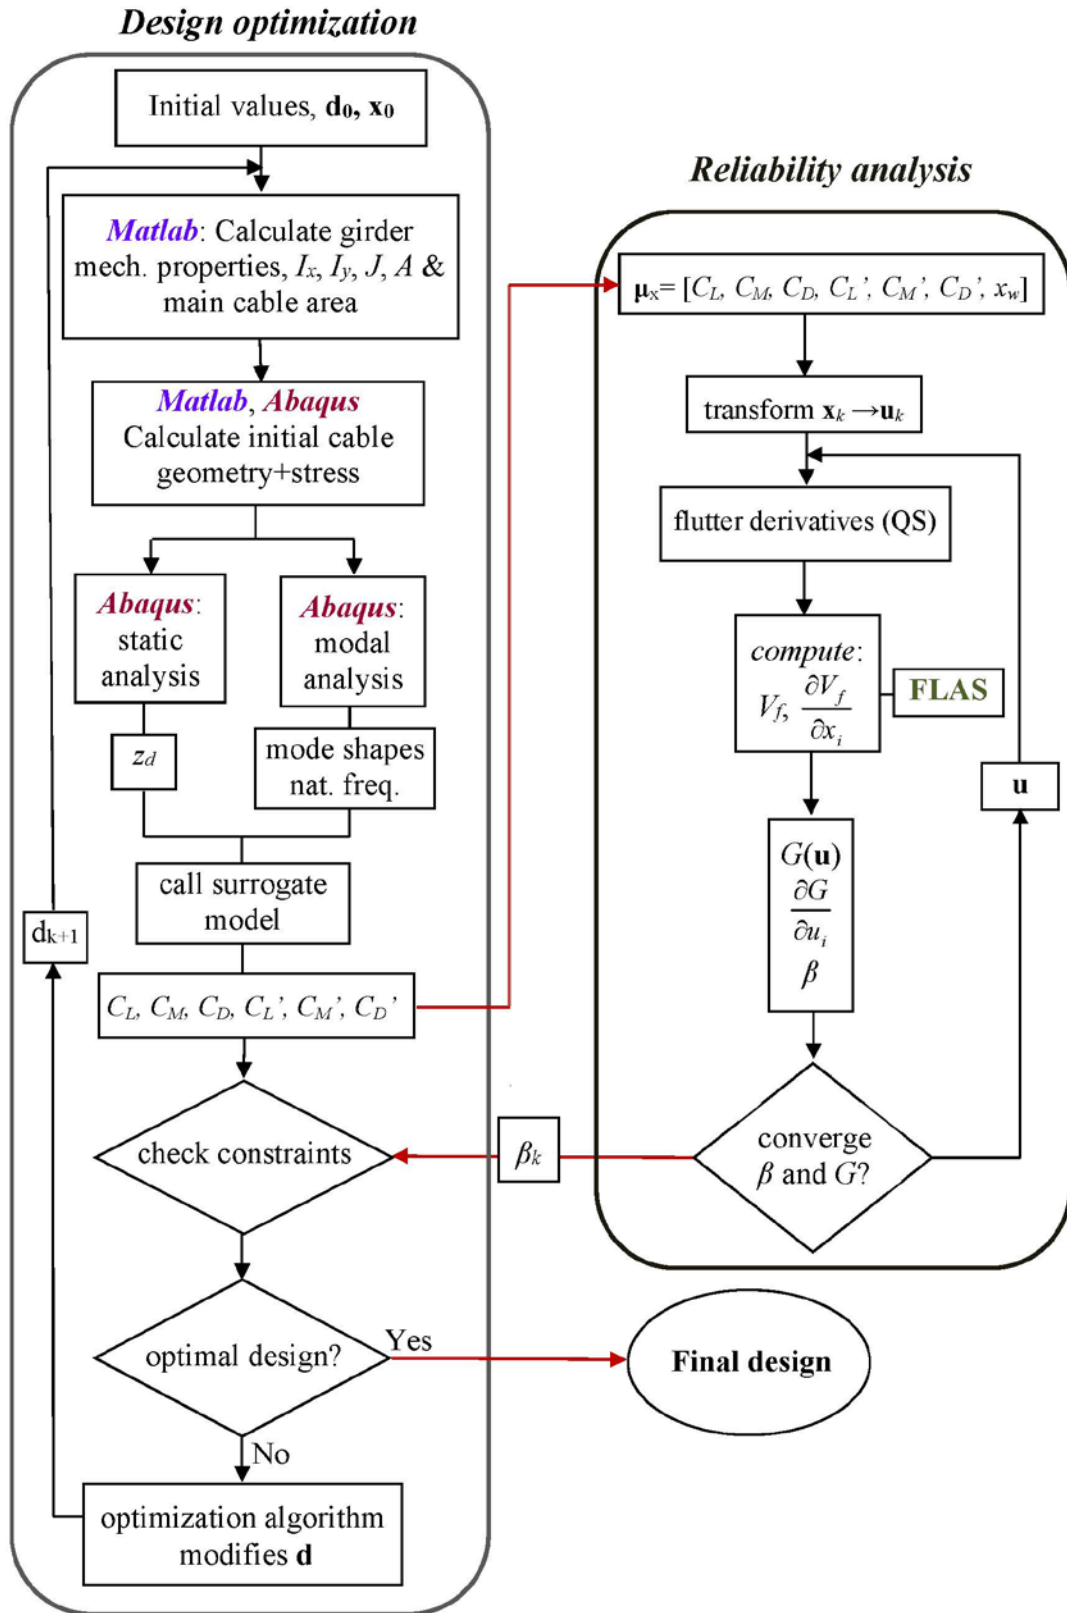 Design optimization
Initial values, d₀, x₀
Matlab: Calculate girder
mech. properties, Iₓ, I_y, J, A &
main cable area
Matlab, Abaqus
Calculate initial cable
geometry+stress
Abaqus:
static
analysis
Abaqus:
modal
analysis
z_d
mode shapes
nat. freq.
call surrogate
model
d_{k+1}
C_L, C_M, C_D, C_L’, C_M’, C_D’
check constraints
optimal design?
Yes
No
optimization algorithm
modifies d
Reliability analysis
μₓ= [C_L, C_M, C_D, C_L’, C_M’, C_D’, x_w]
transform x_k →u_k
flutter derivatives (QS)
compute:
V_f, ∂V_f/∂x_i
FLAS
u
G(u)
∂G/∂u_i
β
converge
β and G?
β_k
Final design